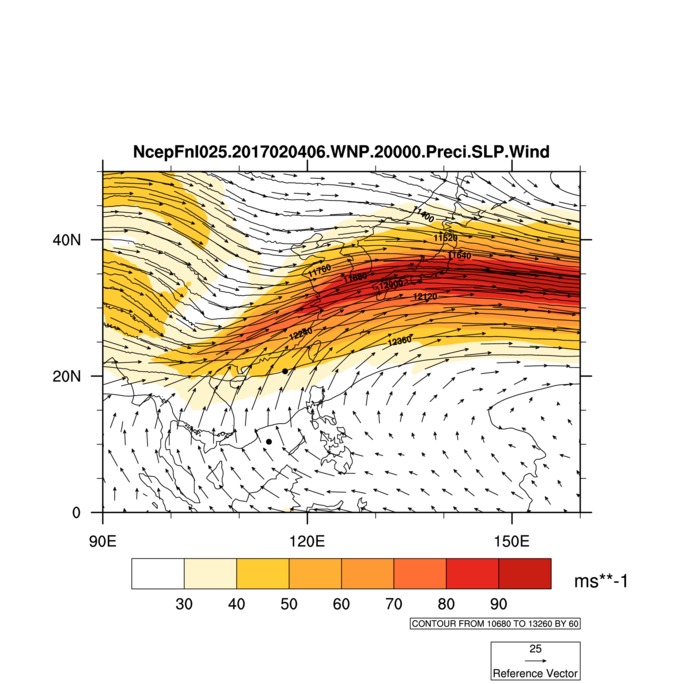 NcepFnl025.2017020406.WNP.20000.Preci.SLP.Wind
11400
40N
11520
11640
11760
11880
12000
12120
12240
12360
20N
0
90E 120E 150E
ms**-1
30 40 50 60 70 80 90
CONTOUR FROM 10680 TO 13260 BY 60
25
Reference Vector